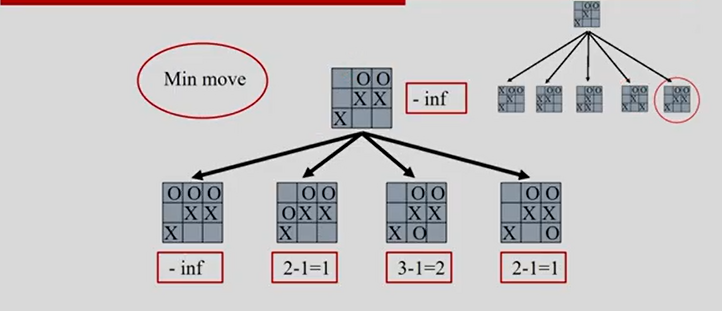 Min move
O O
X X
X
- inf
O O O
X X
X
O O
O X X
X
O O
X X
X O
O O
X X
X O
- inf
2-1=1
3-1=2
2-1=1